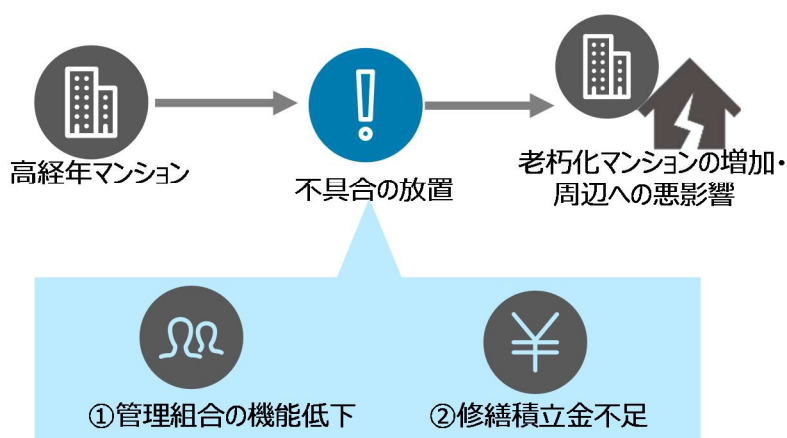 高経年マンション
不具合の放置
老朽化マンションの増加・
周辺への悪影響
①管理組合の機能低下
②修繕積立金不足